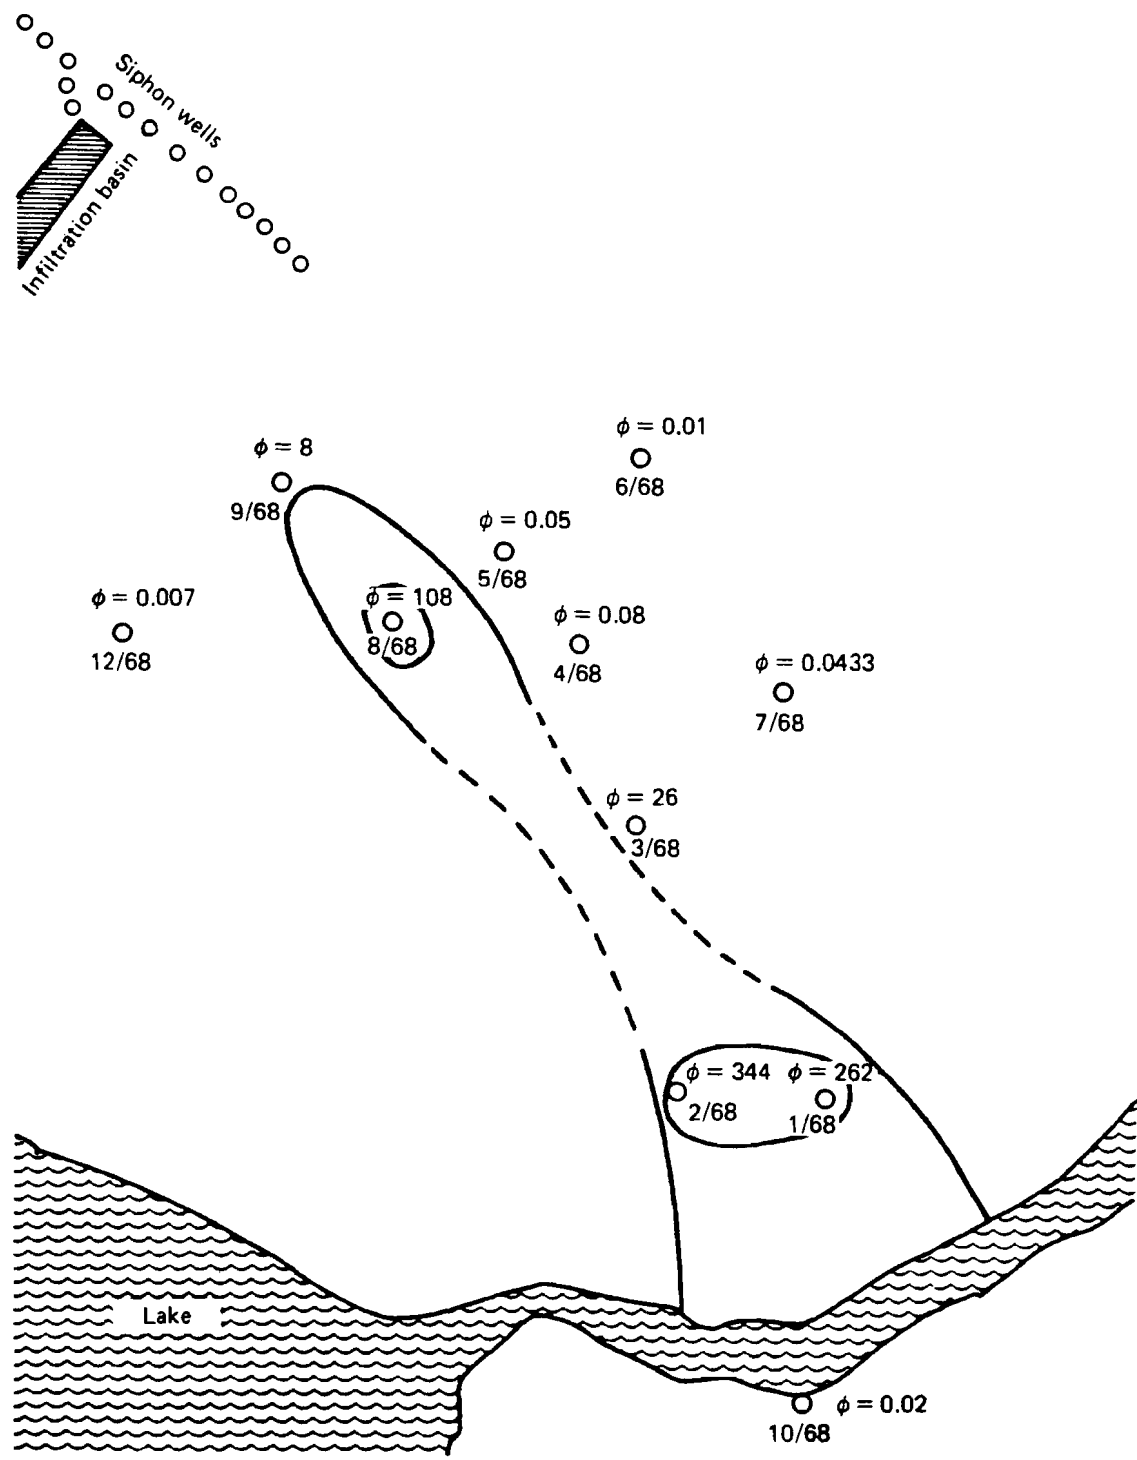 Siphon wells
Infiltration basin
ϕ = 0.01
6/68
ϕ = 8
9/68
ϕ = 0.05
5/68
ϕ = 0.007
12/68
ϕ = 108
8/68
ϕ = 0.08
4/68
ϕ = 0.0433
7/68
ϕ = 26
3/68
ϕ = 344
2/68
ϕ = 262
1/68
Lake
ϕ = 0.02
10/68